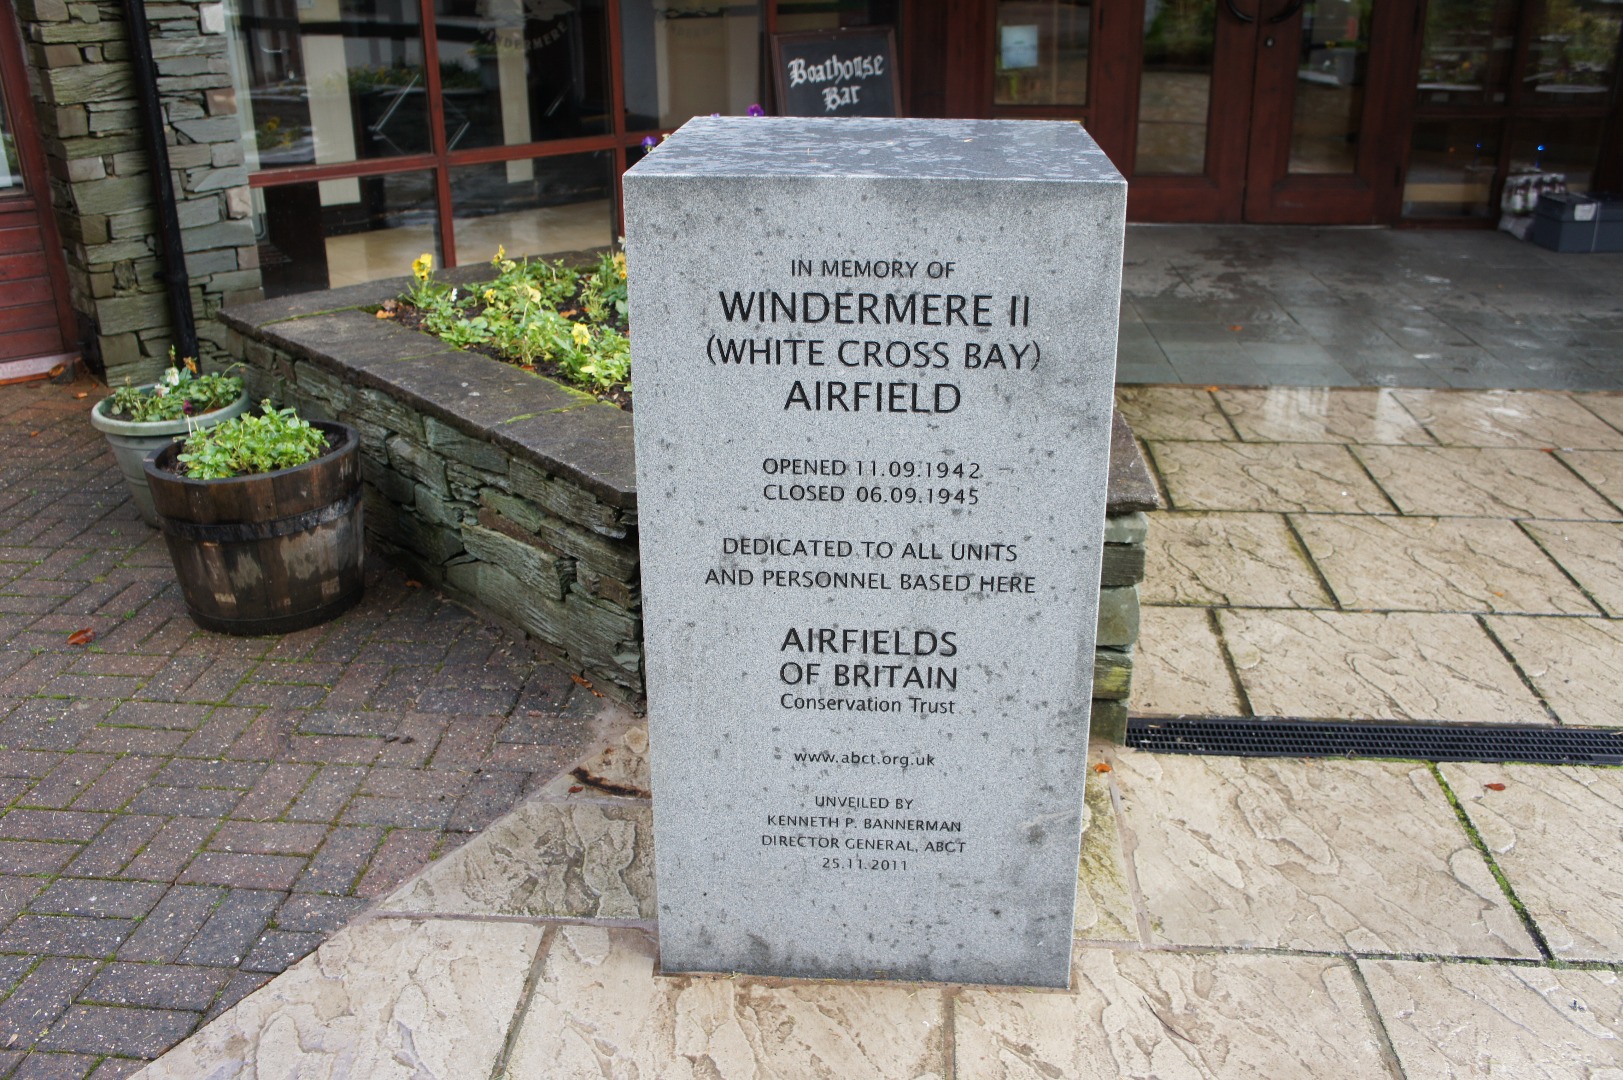 Boathouse
Bar
IN MEMORY OF
WINDERMERE II
(WHITE CROSS BAY)
AIRFIELD
OPENED 11.09.1942
CLOSED 06.09.1945
DEDICATED TO ALL UNITS
AND PERSONNEL BASED HERE
AIRFIELDS
OF BRITAIN
Conservation Trust
www.abct.org.uk
UNVEILED BY
KENNETH P. BANNERMAN
DIRECTOR GENERAL, ABCT
25.11.2011